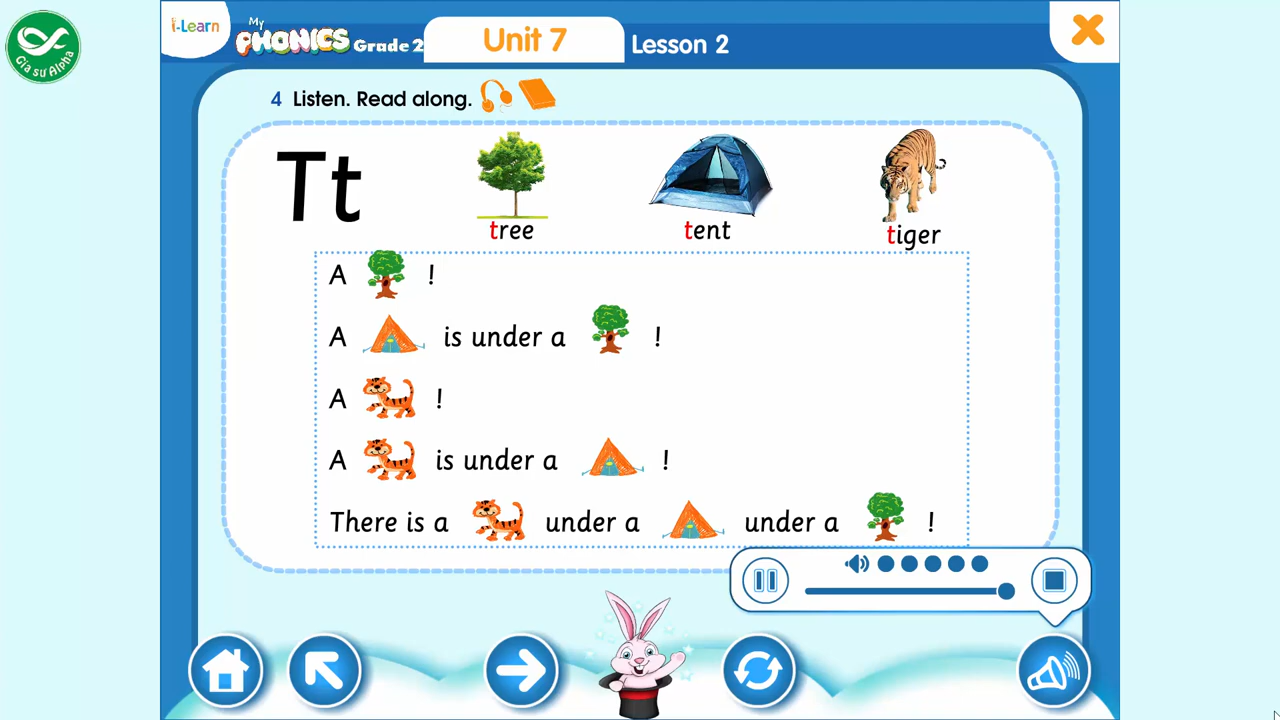 Gia sư Alpha
i-Learn
My PHONICS Grade 2
Unit 7
Lesson 2
4 Listen. Read along.
Tt
tree
tent
tiger
A !
A is under a !
A !
A is under a !
There is a under a under a !